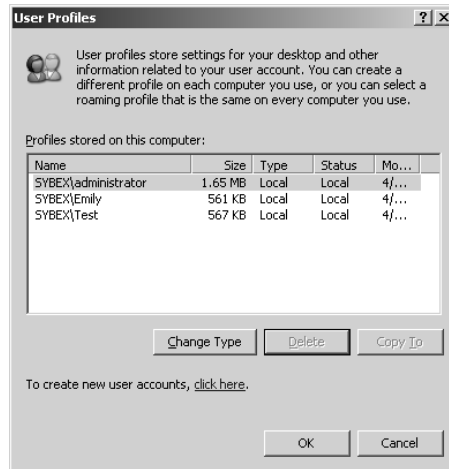 User Profiles
User profiles store settings for your desktop and other
information related to your user account. You can create a
different profile on each computer you use, or you can select a
roaming profile that is the same on every computer you use.
Profiles stored on this computer:
Name Size Type Status Mo...
SYBEX\administrator 1.65 MB Local Local 4/...
SYBEX\Emily 561 KB Local Local 4/...
SYBEX\Test 567 KB Local Local 4/...
Change Type Delete Copy To
To create new user accounts, click here.
OK Cancel